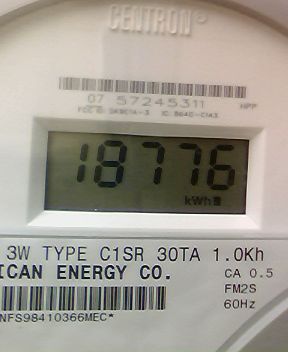 CENTRON
07 57245311
HPP
18776
kWh
3W TYPE C1SR 30TA 1.0Kh
ICAN ENERGY CO.
CA 0.5
FM2S
60Hz
NFS98410366MEC*